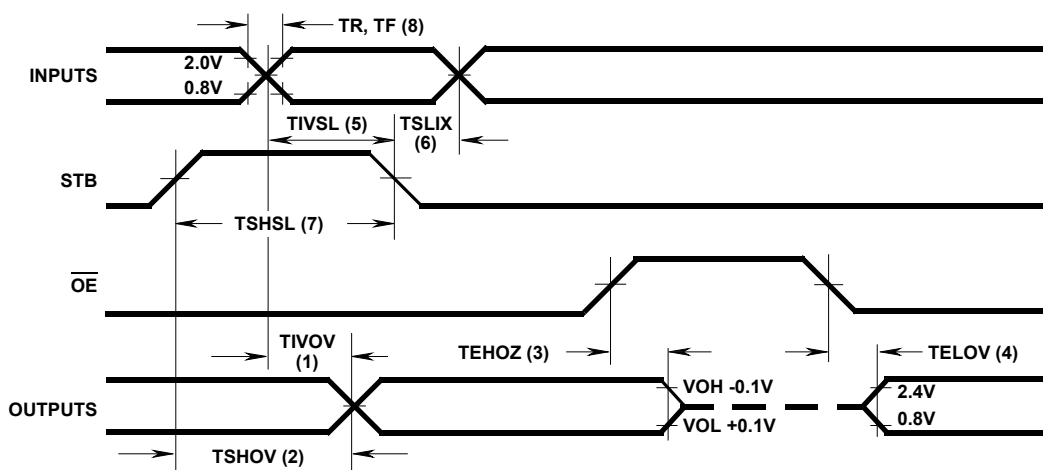 TR, TF (8)
INPUTS
2.0V
0.8V
TIVSL (5)
TSLIX
(6)
STB
TSHSL (7)
OE
TIVOV
(1)
TEHOZ (3)
TELOV (4)
OUTPUTS
VOH -0.1V
VOL +0.1V
2.4V
0.8V
TSHOV (2)